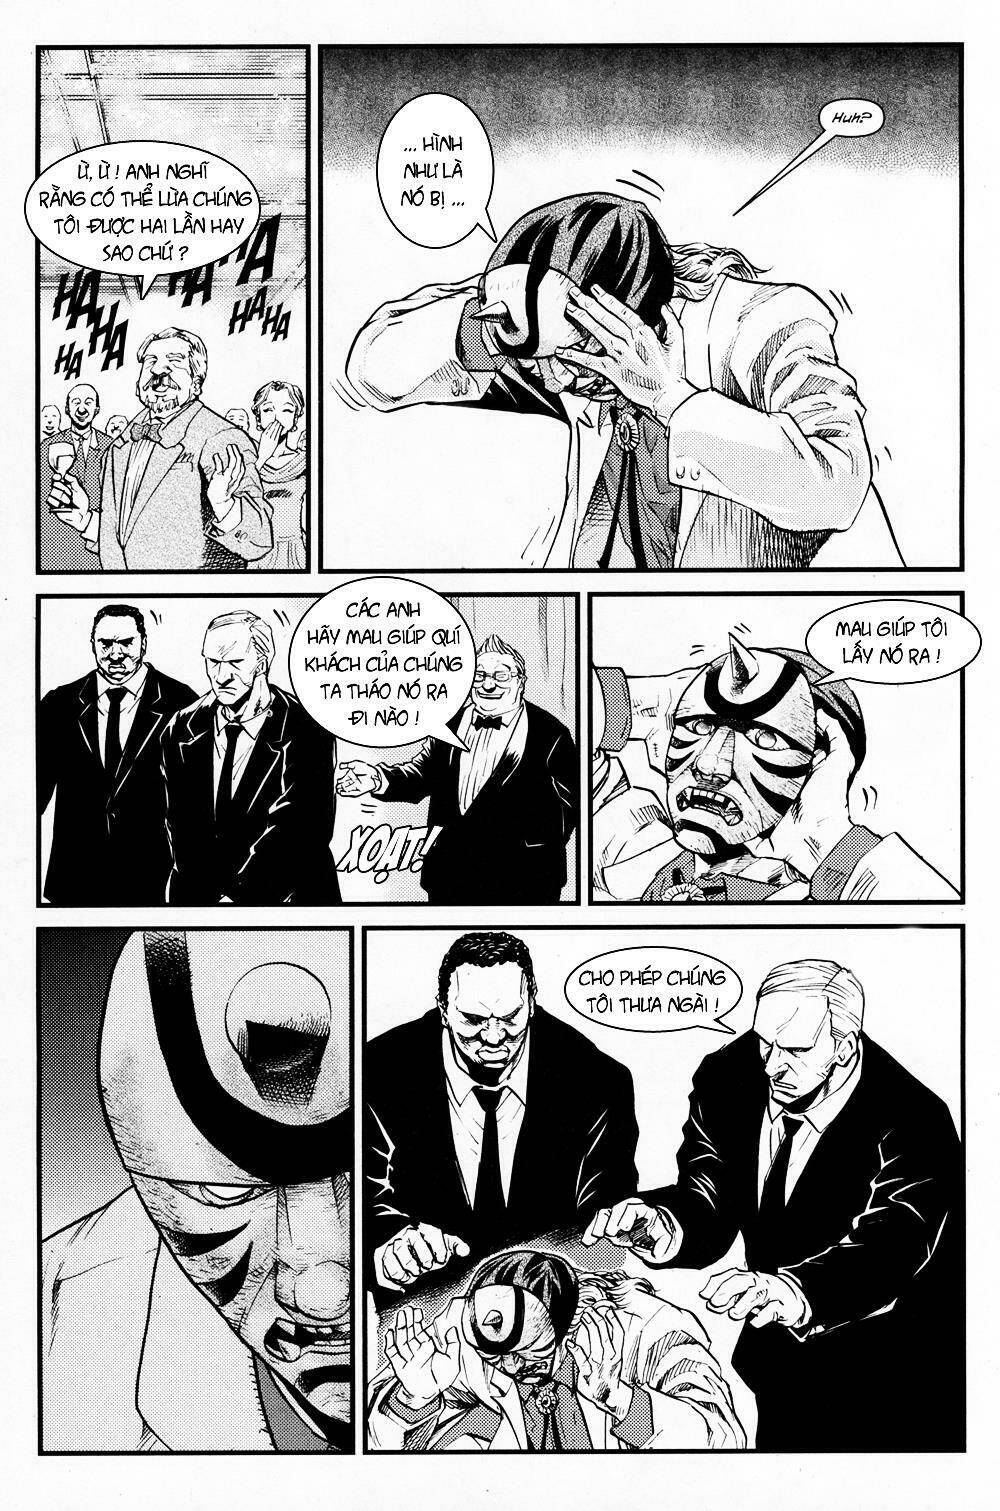 Ừ, Ừ ! ANH NGHĨ
RẰNG CÓ THỂ LỪA CHÚNG
TÔI ĐƯỢC HAI LẦN HAY
SAO CHỨ ?
HA
HA
HA
HA
HA
HA
HA
HA
... HÌNH
NHƯ LÀ
NÓ BỊ ...
Huh?
CÁC ANH
HÃY MAU GIÚP QUÍ
KHÁCH CỦA CHÚNG
TA THÁO NÓ RA
ĐI NÀO !
XOẠT!
MAU GIÚP TÔI
LẤY NÓ RA !
CHO PHÉP CHÚNG
TÔI THƯA NGÀI !